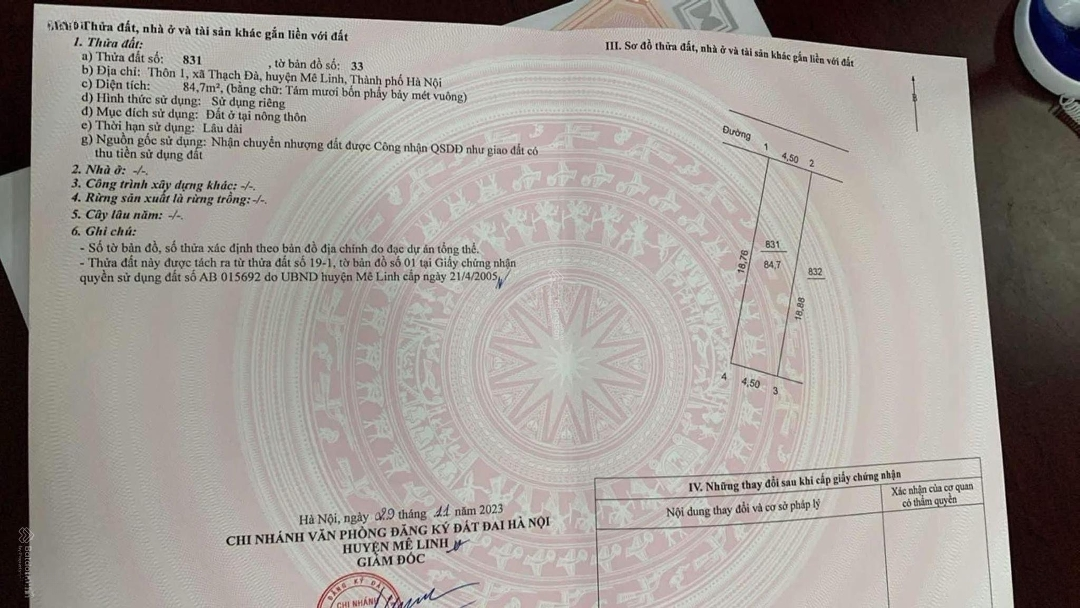 Thửa đất, nhà ở và tài sản khác gắn liền với đất
1. Thửa đất:
a) Thửa đất số: 831 , tờ bản đồ số: 33
b) Địa chỉ: Thôn 1, xã Thạch Đà, huyện Mê Linh, Thành phố Hà Nội
c) Diện tích: 84,7m², (bằng chữ: Tám mươi bốn phẩy bảy mét vuông)
d) Hình thức sử dụng: Sử dụng riêng
đ) Mục đích sử dụng: Đất ở tại nông thôn
e) Thời hạn sử dụng: Lâu dài
g) Nguồn gốc sử dụng: Nhận chuyển nhượng đất được Công nhận QSDĐ như giao đất có
thu tiền sử dụng đất
2. Nhà ở: -/-.
3. Công trình xây dựng khác: -/-.
4. Rừng sản xuất là rừng trồng: -/-.
5. Cây lâu năm: -/-.
6. Ghi chú:
- Số tờ bản đồ, số thửa xác định theo bản đồ địa chính đo đạc dự án tổng thể.
- Thửa đất này được tách ra từ thửa đất số 19-1, tờ bản đồ số 01 tại Giấy chứng nhận
quyền sử dụng đất số AB 015692 do UBND huyện Mê Linh cấp ngày 21/4/2005
Hà Nội, ngày 29 tháng 11 năm 2023
CHI NHÁNH VĂN PHÒNG ĐĂNG KÝ ĐẤT ĐAI HÀ NỘI
HUYỆN MÊ LINH
GIÁM ĐỐC
ĐĂNG KÝ ĐẤT
CHI NHÁNH
III. Sơ đồ thửa đất, nhà ở và tài sản khác gắn liền với đất
B
Đường
1
4,50
2
18,76
831
84,7
832
18,88
4
4,50
3
IV. Những thay đổi sau khi cấp giấy chứng nhận
Nội dung thay đổi và cơ sở pháp lý
Xác nhận của cơ quan
có thẩm quyền